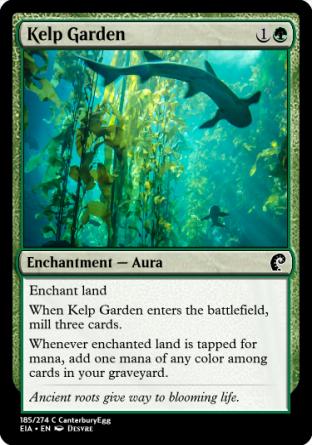 Kelp Garden 1
Enchantment — Aura
Enchant land
When Kelp Garden enters the battlefield,
mill three cards.
Whenever enchanted land is tapped for
mana, add one mana of any color among
cards in your graveyard.
Ancient roots give way to blooming life.
185/274 C CanterburyEgg
EIA • EN Desyre